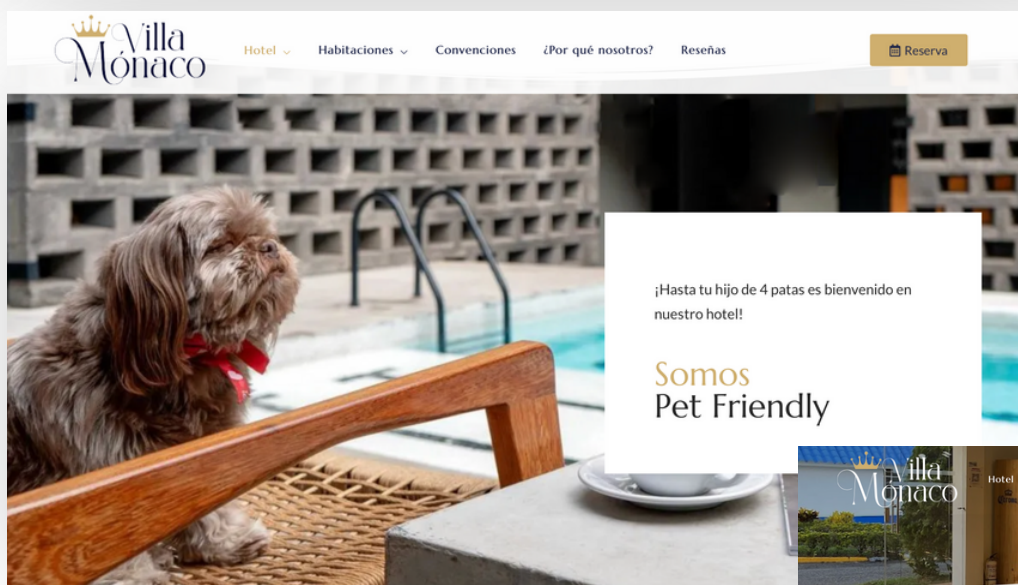 Villa
Mónaco
Hotel
Habitaciones
Convenciones
¿Por qué nosotros?
Reseñas
Reserva
¡Hasta tu hijo de 4 patas es bienvenido en
nuestro hotel!
Somos
Pet Friendly
Villa
Mónaco
Hotel